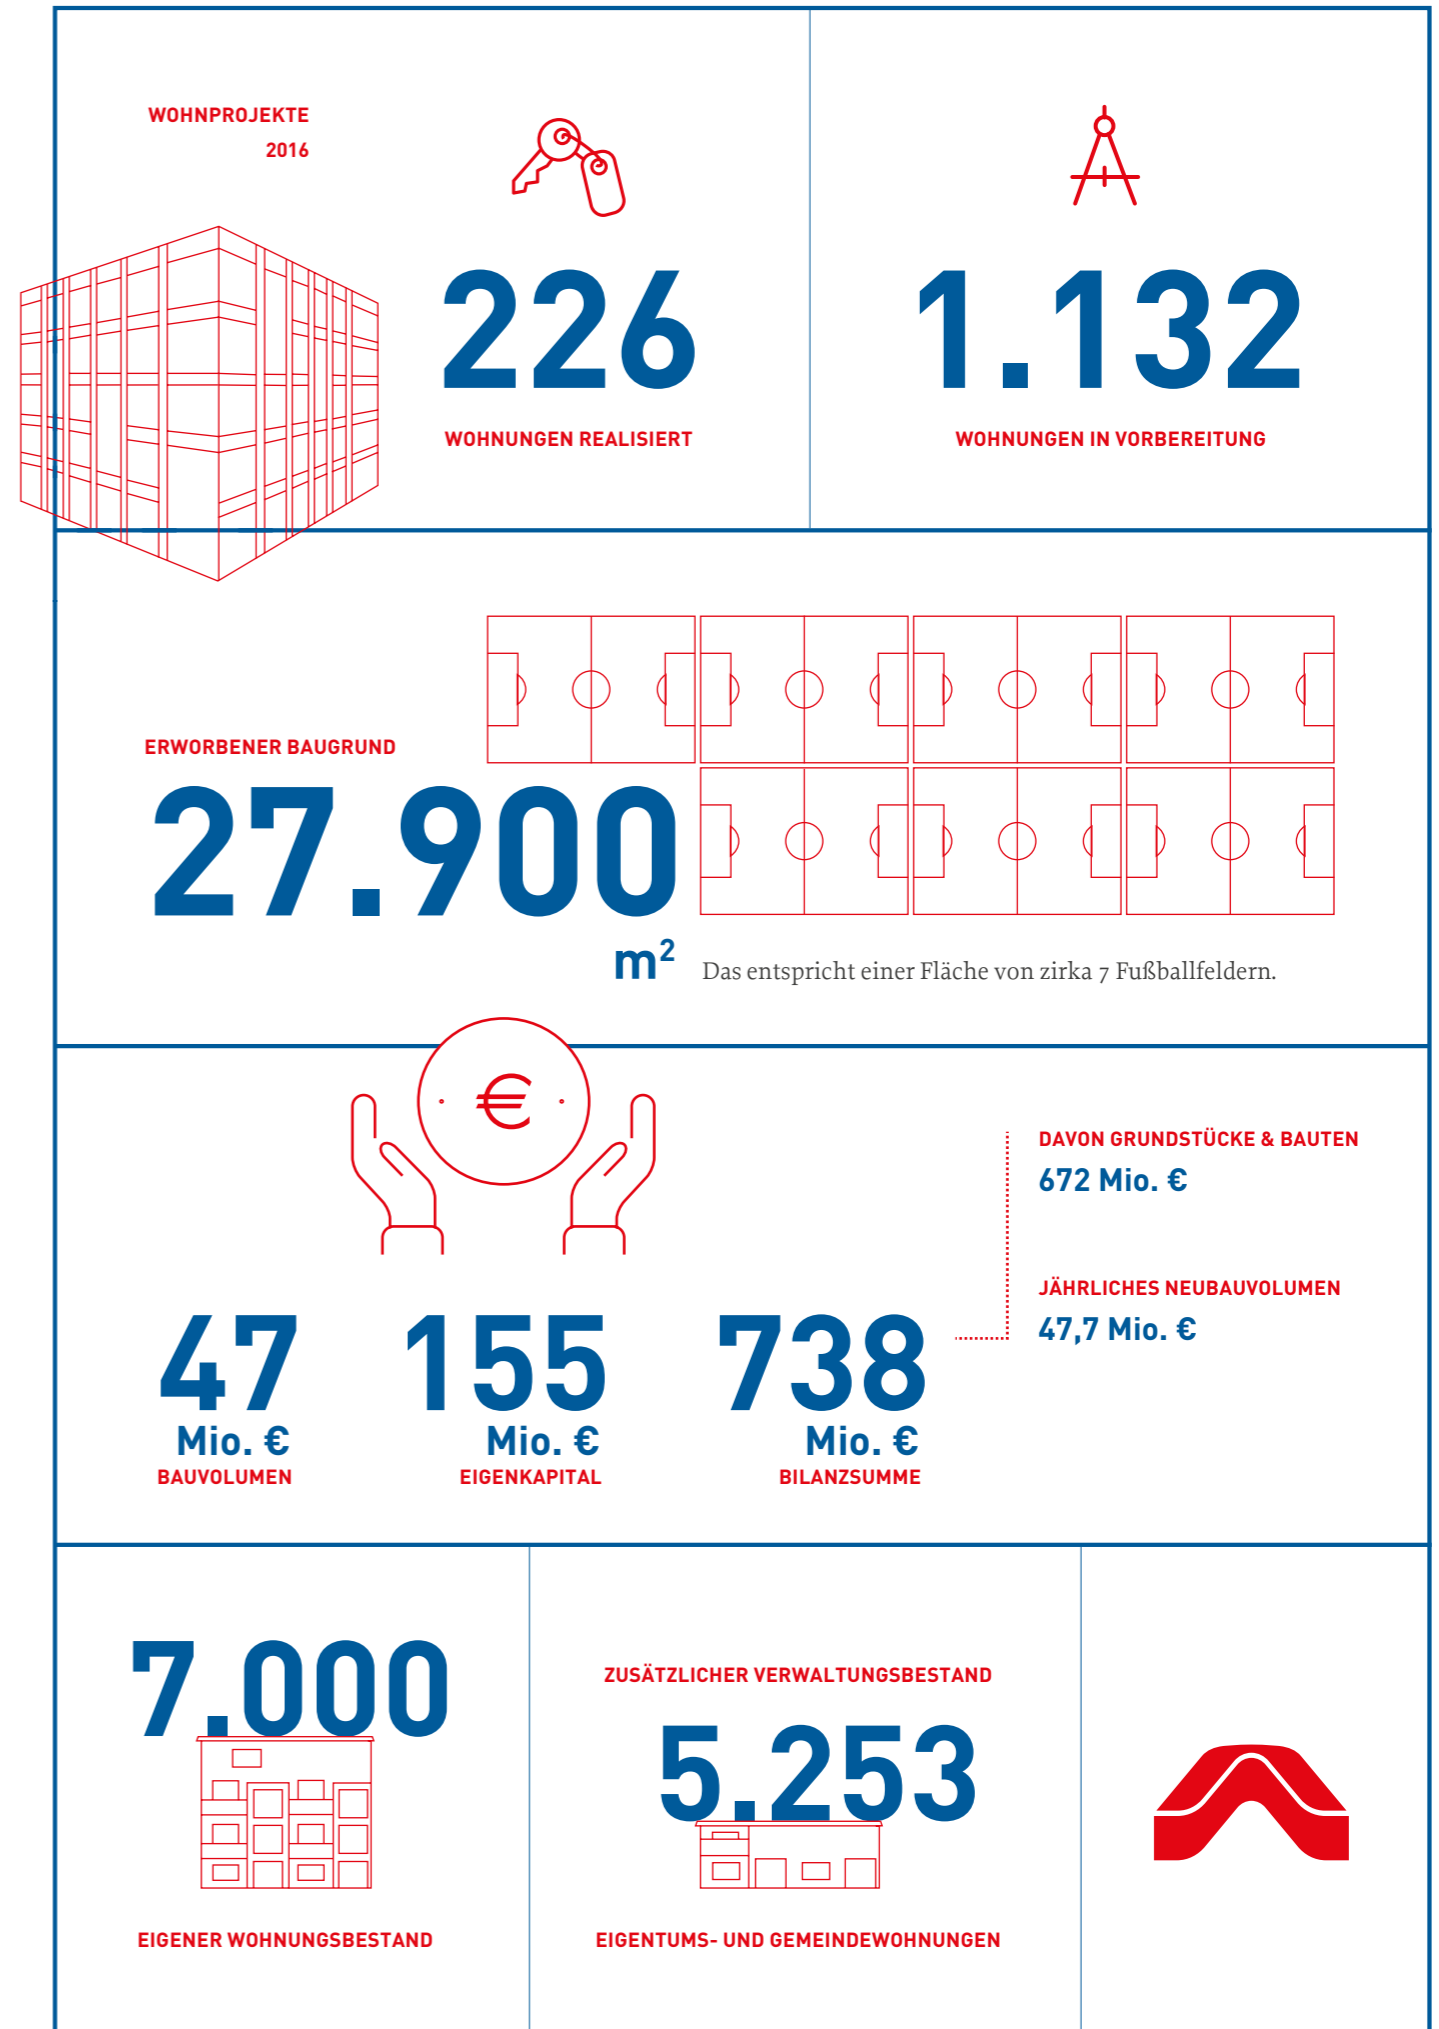 WOHNPROJEKTE
2016
226
WOHNUNGEN REALISIERT
1.132
WOHNUNGEN IN VORBEREITUNG
ERWORBENER BAUGRUND
27.900
m²
Das entspricht einer Fläche von zirka 7 Fußballfeldern.
€
DAVON GRUNDSTÜCKE & BAUTEN
672 Mio. €
JÄHRLICHES NEUBAUVOLUMEN
47,7 Mio. €
47
Mio. €
BAUVOLUMEN
155
Mio. €
EIGENKAPITAL
738
Mio. €
BILANZSUMME
7.000
EIGENER WOHNUNGSBESTAND
ZUSÄTZLICHER VERWALTUNGSBESTAND
5.253
EIGENTUMS- UND GEMEINDEWOHNUNGEN